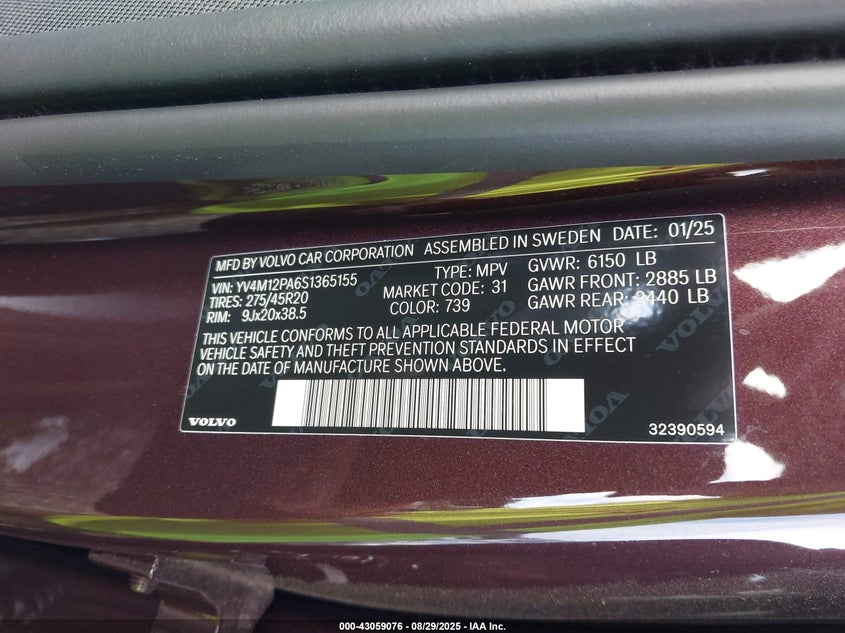 MFD BY VOLVO CAR CORPORATION ASSEMBLED IN SWEDEN DATE: 01/25
VIN: YV4M12PA6S1365155 TYPE: MPV GVWR: 6150 LB
TIRES: 275/45R20 MARKET CODE: 31 GAWR FRONT: 2885 LB
RIM: 9Jx20x38.5 COLOR: 739 GAWR REAR: 3440 LB
THIS VEHICLE CONFORMS TO ALL APPLICABLE FEDERAL MOTOR
VEHICLE SAFETY AND THEFT PREVENTION STANDARDS IN EFFECT
ON THE DATE OF MANUFACTURE SHOWN ABOVE.
VOLVO 32390594
000-43059076 - 08/29/2025 - IAA Inc.